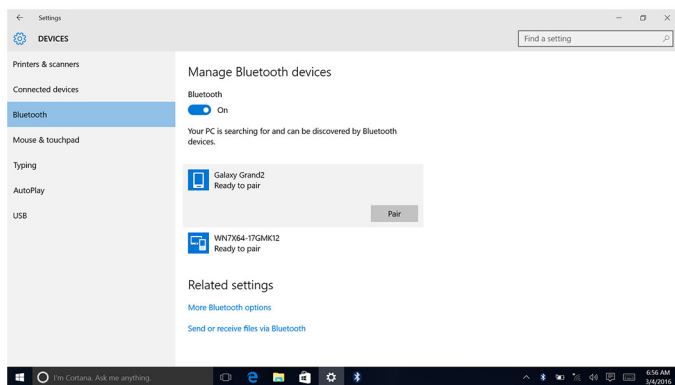 Settings
DEVICES
Find a setting
Printers & scanners
Connected devices
Bluetooth
Mouse & touchpad
Typing
AutoPlay
USB
Manage Bluetooth devices
Bluetooth
On
Your PC is searching for and can be discovered by Bluetooth
devices.
Galaxy Grand2
Ready to pair
Pair
WN7X64-17GMK12
Ready to pair
Related settings
More Bluetooth options
Send or receive files via Bluetooth
I'm Cortana. Ask me anything.
6:56 AM
3/4/2016